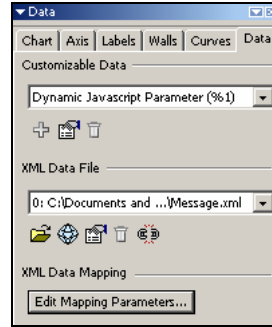 Data
Chart Axis Labels Walls Curves Data
Customizable Data
Dynamic Javascript Parameter (%1)
XML Data File
0: C:\Documents and ...\Message.xml
XML Data Mapping
Edit Mapping Parameters...